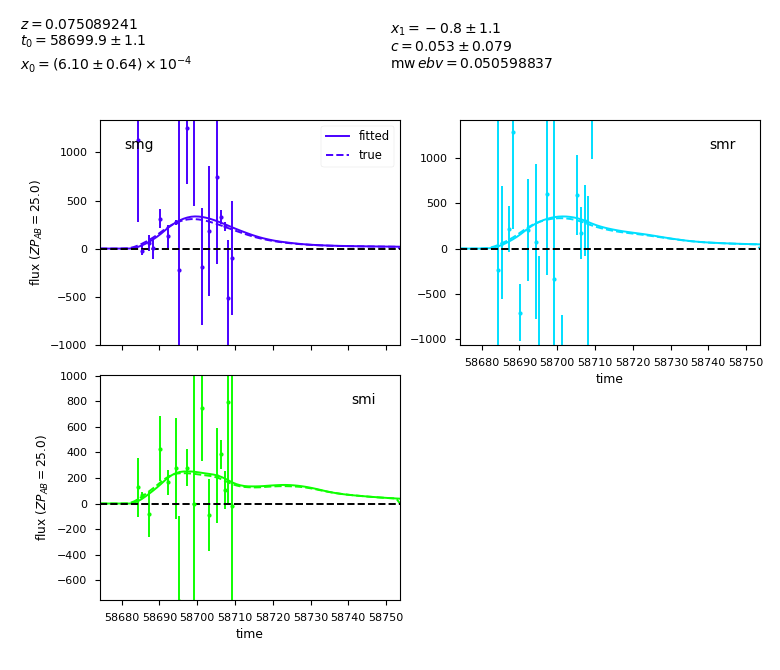 z = 0.075089241
t₀ = 58699.9 ± 1.1
x₀ = (6.10 ± 0.64) × 10⁻⁴
x₁ = −0.8 ± 1.1
c = 0.053 ± 0.079
mw ebv = 0.050598837
smg
fitted
true
1000
500
0
−500
−1000
flux (ZP_AB = 25.0)
smr
1000
500
0
−500
−1000
58680 58690 58700 58710 58720 58730 58740 58750
time
smi
1000
800
600
400
200
0
−200
−400
−600
flux (ZP_AB = 25.0)
58680 58690 58700 58710 58720 58730 58740 58750
time